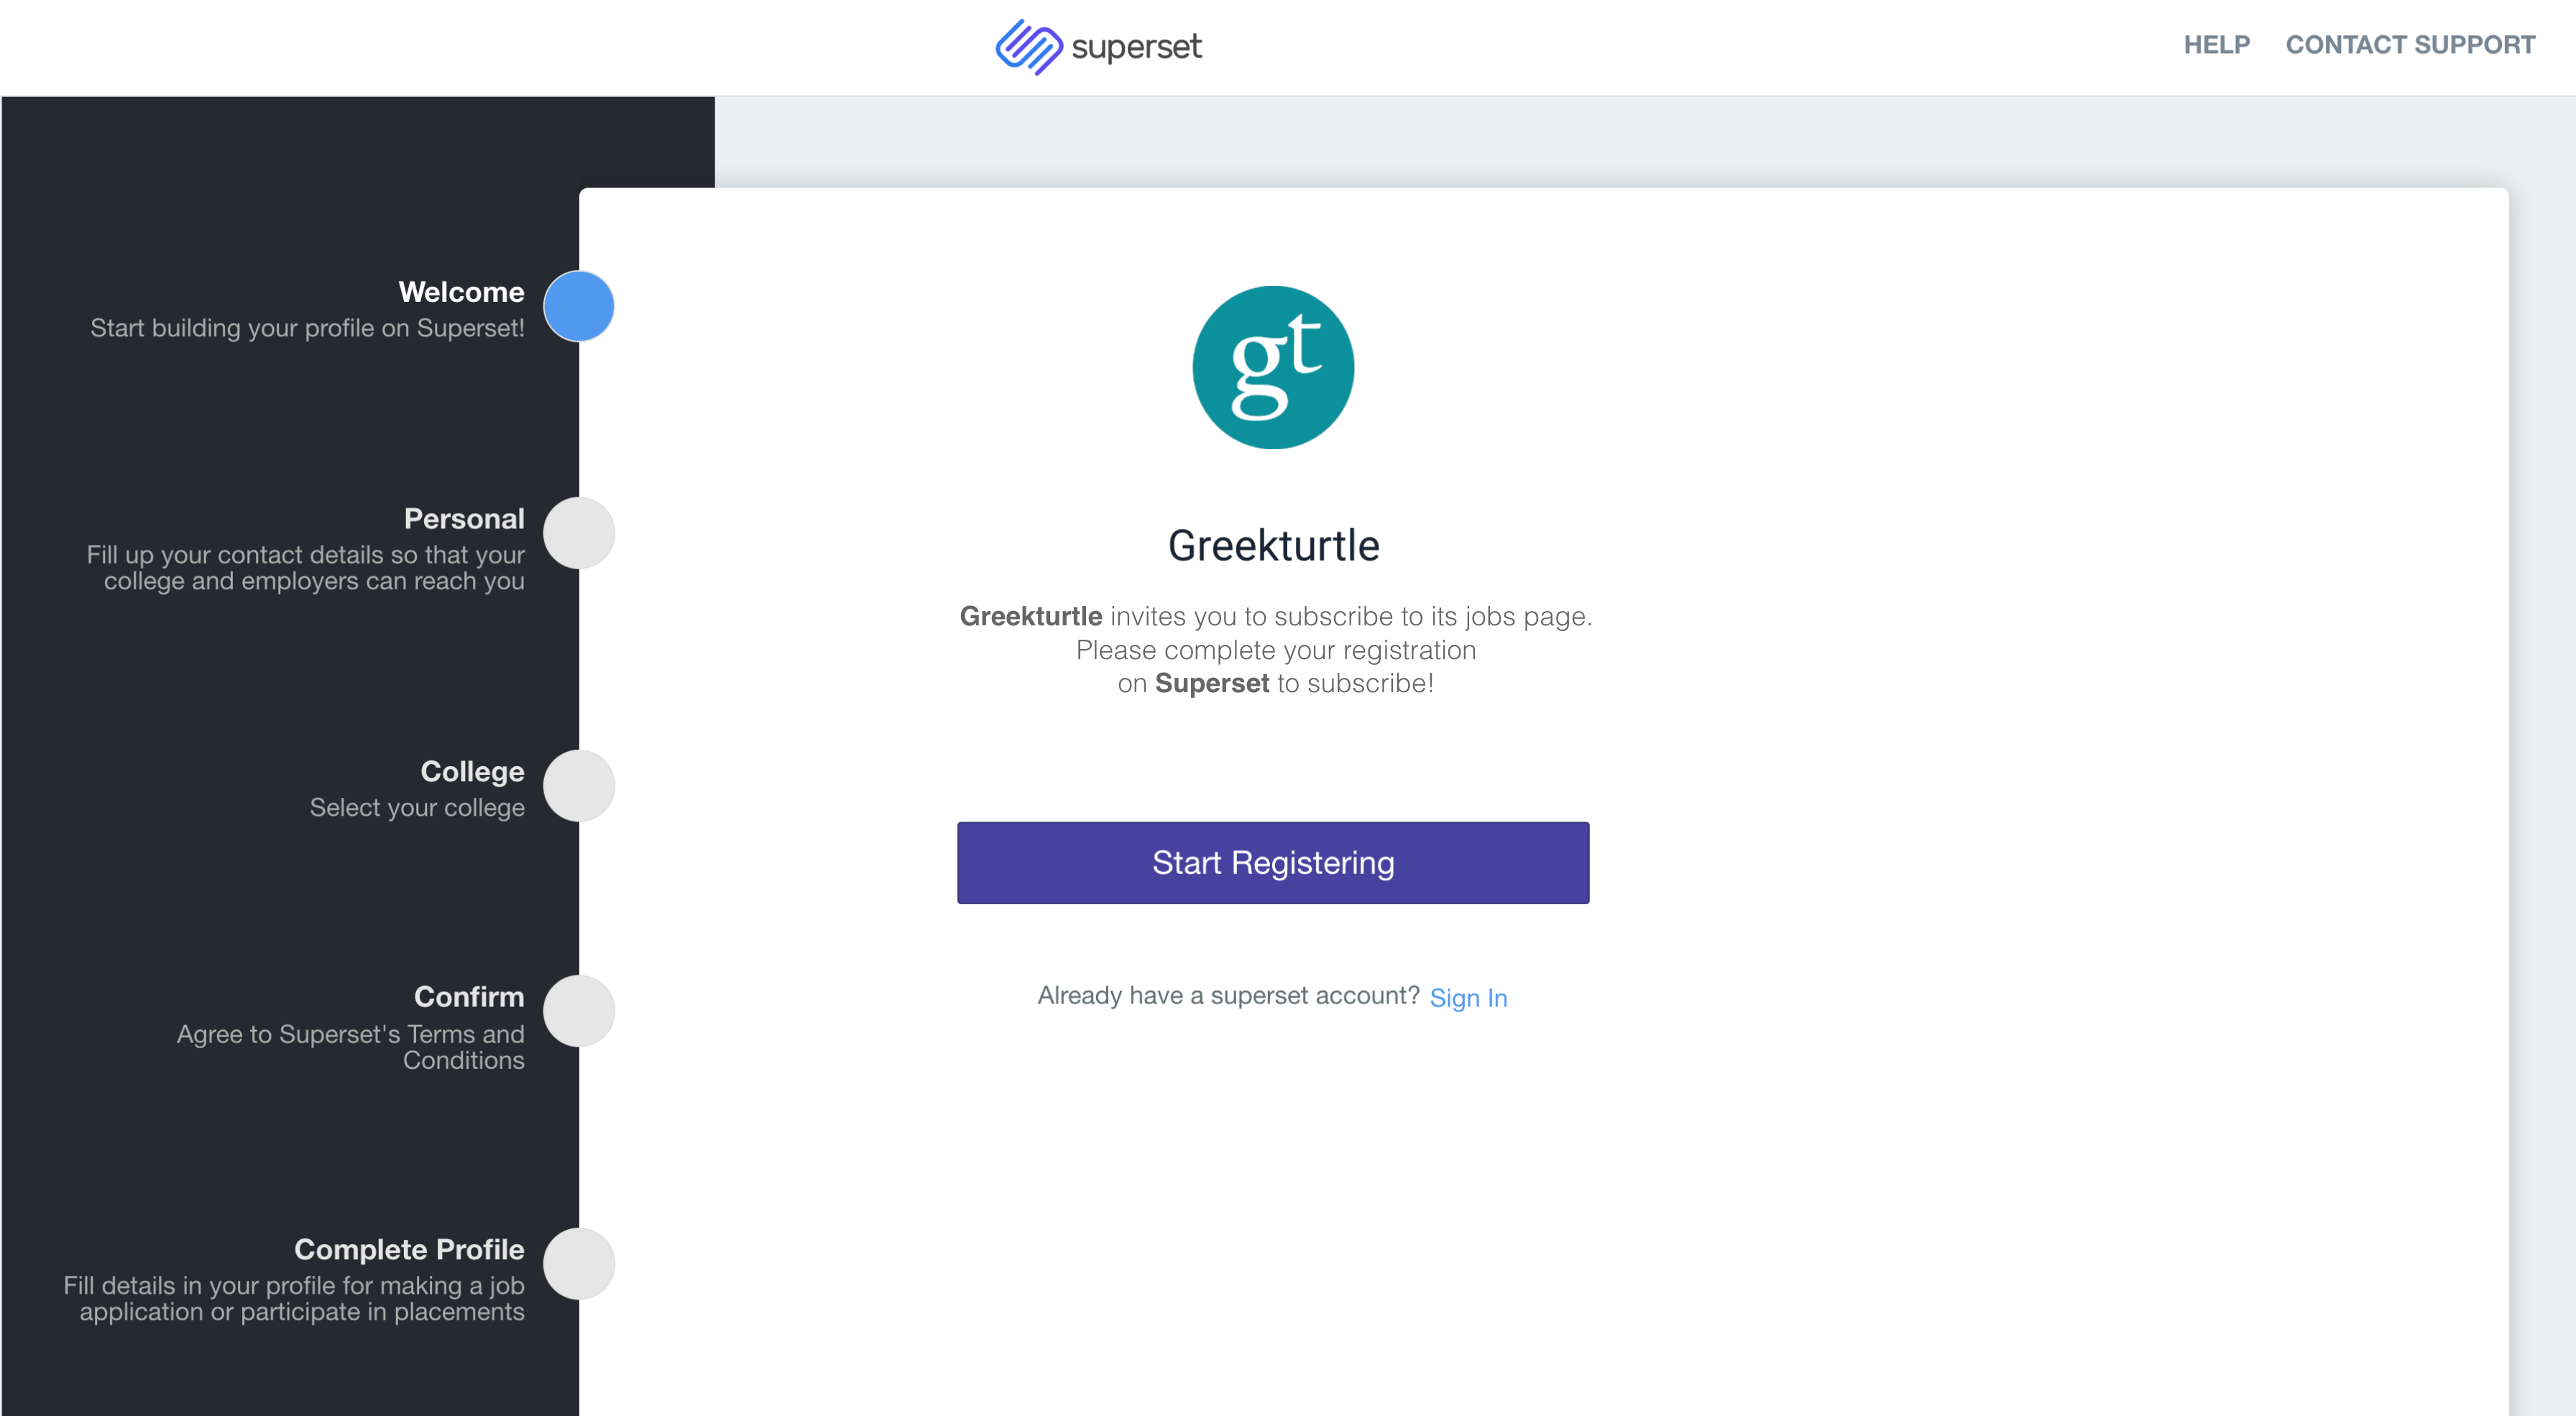 superset
HELP
CONTACT SUPPORT
Welcome
Start building your profile on Superset!
Personal
Fill up your contact details so that your
college and employers can reach you
College
Select your college
Confirm
Agree to Superset's Terms and
Conditions
Complete Profile
Fill details in your profile for making a job
application or participate in placements
gt
Greekturtle
Greekturtle invites you to subscribe to its jobs page.
Please complete your registration
on Superset to subscribe!
Start Registering
Already have a superset account? Sign In